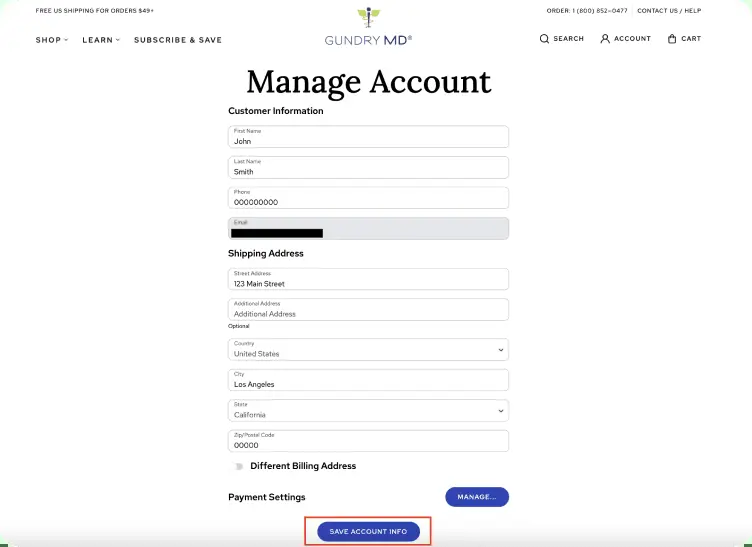 FREE US SHIPPING FOR ORDERS $49+
ORDER: 1 (800) 852-0477 CONTACT US / HELP
SHOP LEARN SUBSCRIBE & SAVE
GUNDRY MD®
SEARCH ACCOUNT CART
Manage Account
Customer Information
First Name
John
Last Name
Smith
Phone
000000000
Email
Shipping Address
Street Address
123 Main Street
Additional Address
Additional Address
Optional
Country
United States
City
Los Angeles
State
California
Zip/Postal Code
00000
Different Billing Address
Payment Settings
MANAGE...
SAVE ACCOUNT INFO